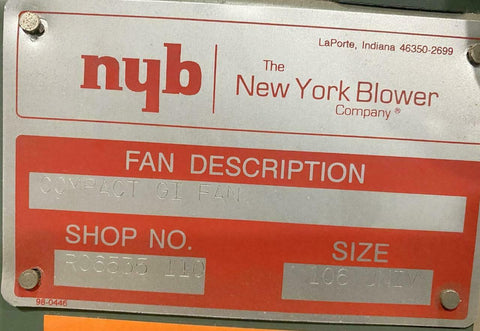 LaPorte, Indiana 46350-2699
nyb
The
New York Blower
Company®
FAN DESCRIPTION
COMPACT GI FAN
SHOP NO.
SIZE
RC6535 110
106 UNIV
98-0446